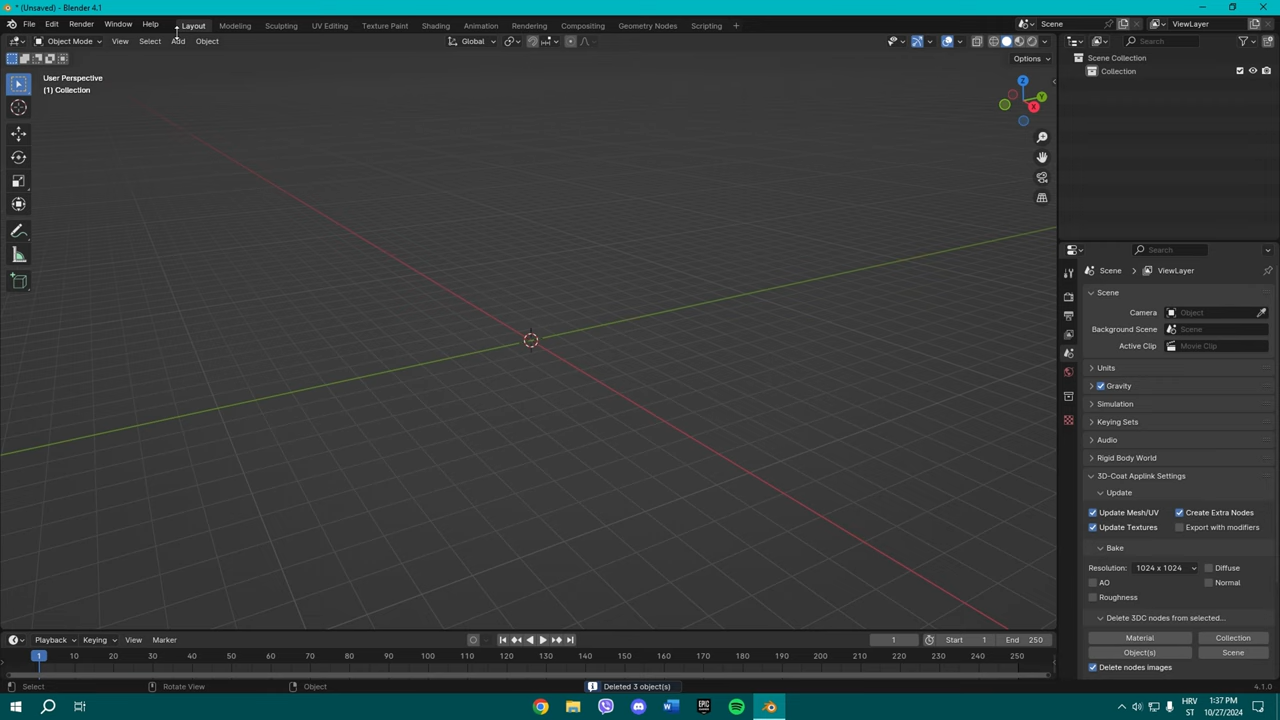 * (Unsaved) - Blender 4.1
File Edit Render Window Help Layout Modeling Sculpting UV Editing Texture Paint Shading Animation Rendering Compositing Geometry Nodes Scripting + Scene ViewLayer
Object Mode View Select Add Object Global Search
Options
User Perspective
(1) Collection
Scene Collection
Collection
Z
Y
X
Search
Scene ViewLayer
Scene
Camera Object
Background Scene Scene
Active Clip Movie Clip
Units
Gravity
Simulation
Keying Sets
Audio
Rigid Body World
3D-Coat Applink Settings
Update
Update Mesh/UV Create Extra Nodes
Update Textures Export with modifiers
Bake
Resolution: 1024 x 1024 Diffuse
AO Normal
Roughness
Delete 3DC nodes from selected...
Material Collection
Object(s) Scene
Delete nodes images
Playback Keying View Marker 1 Start 1 End 250
1 10 20 30 40 50 60 70 80 90 100 110 120 130 140 150 160 170 180 190 200 210 220 230 240 250
Select Rotate View Object Deleted 3 object(s) 4.1.0
HRV 1:37 PM
ST 10/27/2024